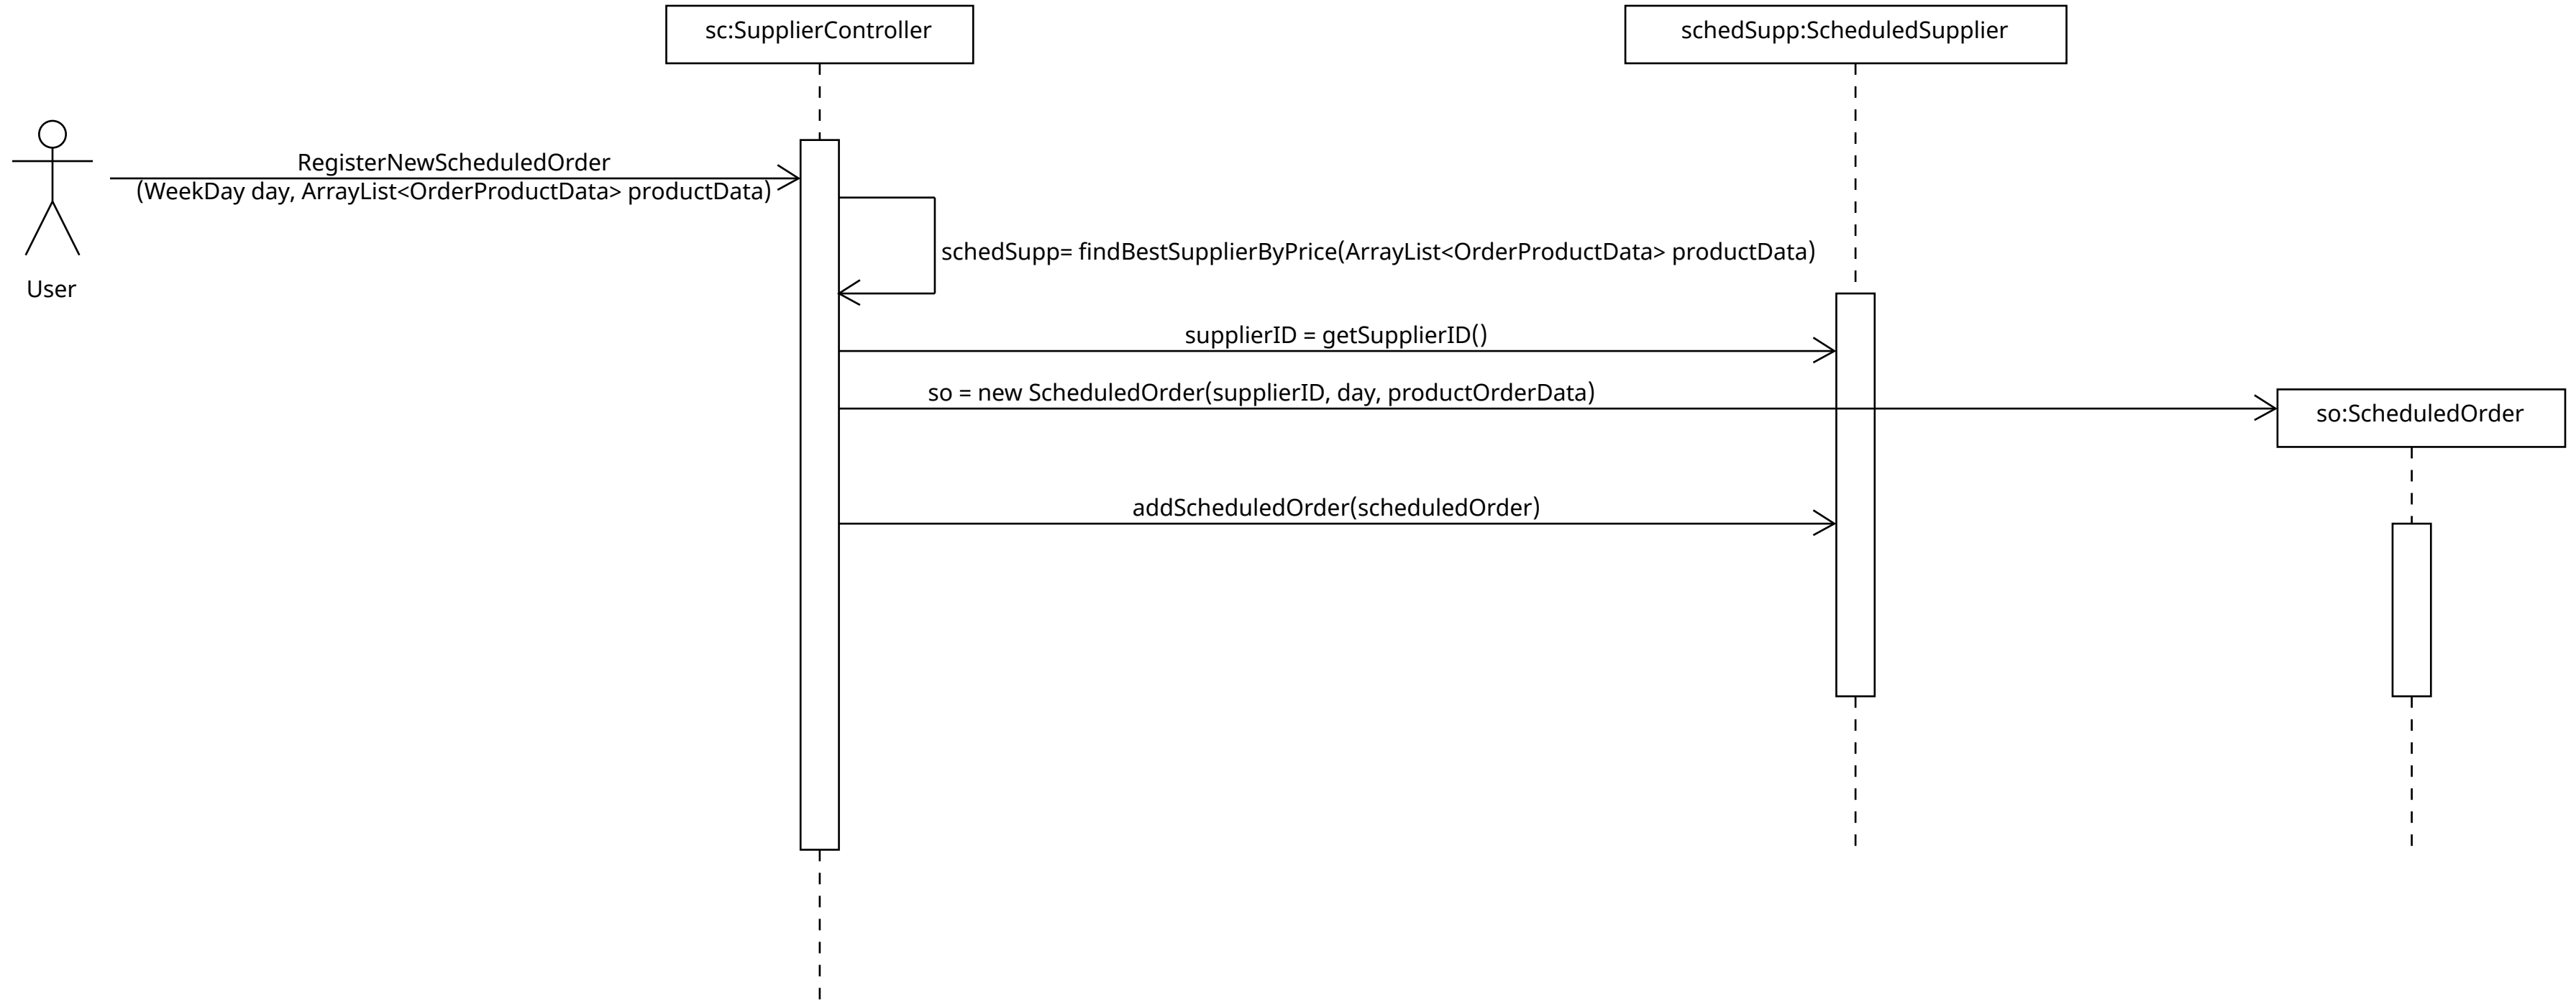 sc:SupplierController
schedSupp:ScheduledSupplier
RegisterNewScheduledOrder
(WeekDay day, ArrayList<OrderProductData> productData)
User
schedSupp= findBestSupplierByPrice(ArrayList<OrderProductData> productData)
supplierID = getSupplierID()
so = new ScheduledOrder(supplierID, day, productOrderData)
so:ScheduledOrder
addScheduledOrder(scheduledOrder)